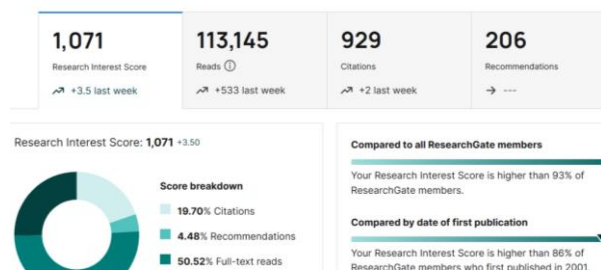 1,071
Research Interest Score
+3.5 last week
113,145
Reads
+533 last week
929
Citations
+2 last week
206
Recommendations
---
Research Interest Score: 1,071 +3.50
Score breakdown
19.70% Citations
4.48% Recommendations
50.52% Full-text reads
Compared to all ResearchGate members
Your Research Interest Score is higher than 93% of
ResearchGate members.
Compared by date of first publication
Your Research Interest Score is higher than 86% of
ResearchGate members who first published in 2001